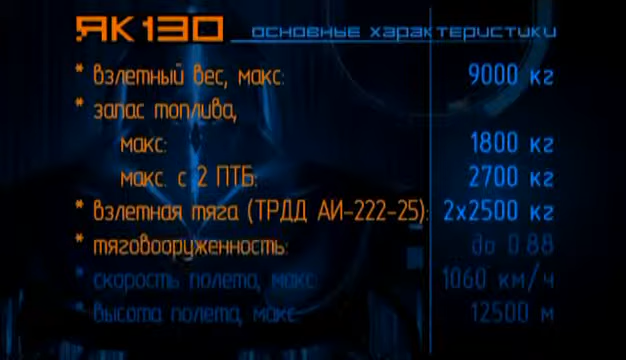 ЯК 130 основные характеристики
* взлетный вес, макс: 9000 кг
* запас топлива,
макс: 1800 кг
макс. с 2 ПТБ: 2700 кг
* взлетная тяга (ТРДД АИ-222-25): 2x2500 кг
* тяговооруженность: до 0.88
* скорость полета, макс: 1060 км/ч
* высота полета, макс: 12500 м